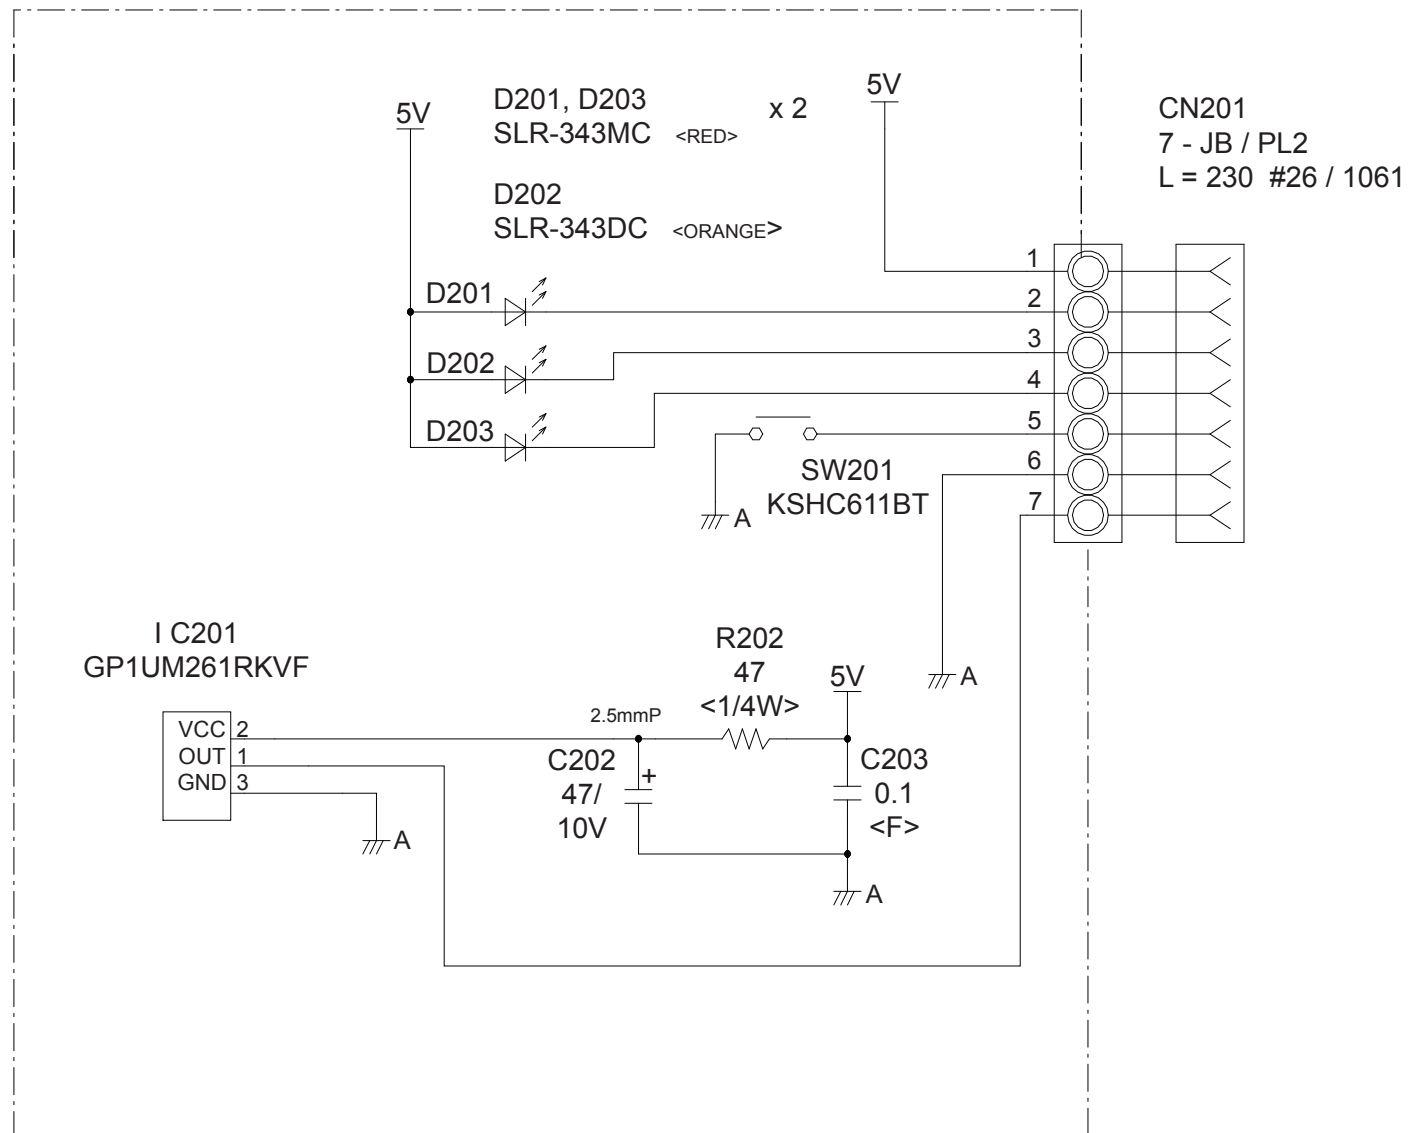 5V
D201, D203 x 2
SLR-343MC <RED>
D202
SLR-343DC <ORANGE>
5V
CN201
7 - JB / PL2
L = 230 #26 / 1061
1
D201
2
3
D202
4
D203
5
SW201
KSHC611BT
A
6
7
A
I C201
GP1UM261RKVF
R202
47
<1/4W>
5V
2.5mmP
VCC 2
OUT 1
GND 3
A
C202
47/
10V
+
C203
0.1
<F>
A